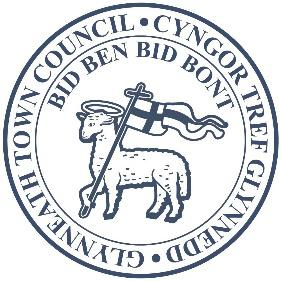 GLYNNEATH TOWN COUNCIL • CYNGOR TREF GLYNNEDD •
BID BEN BID BONT